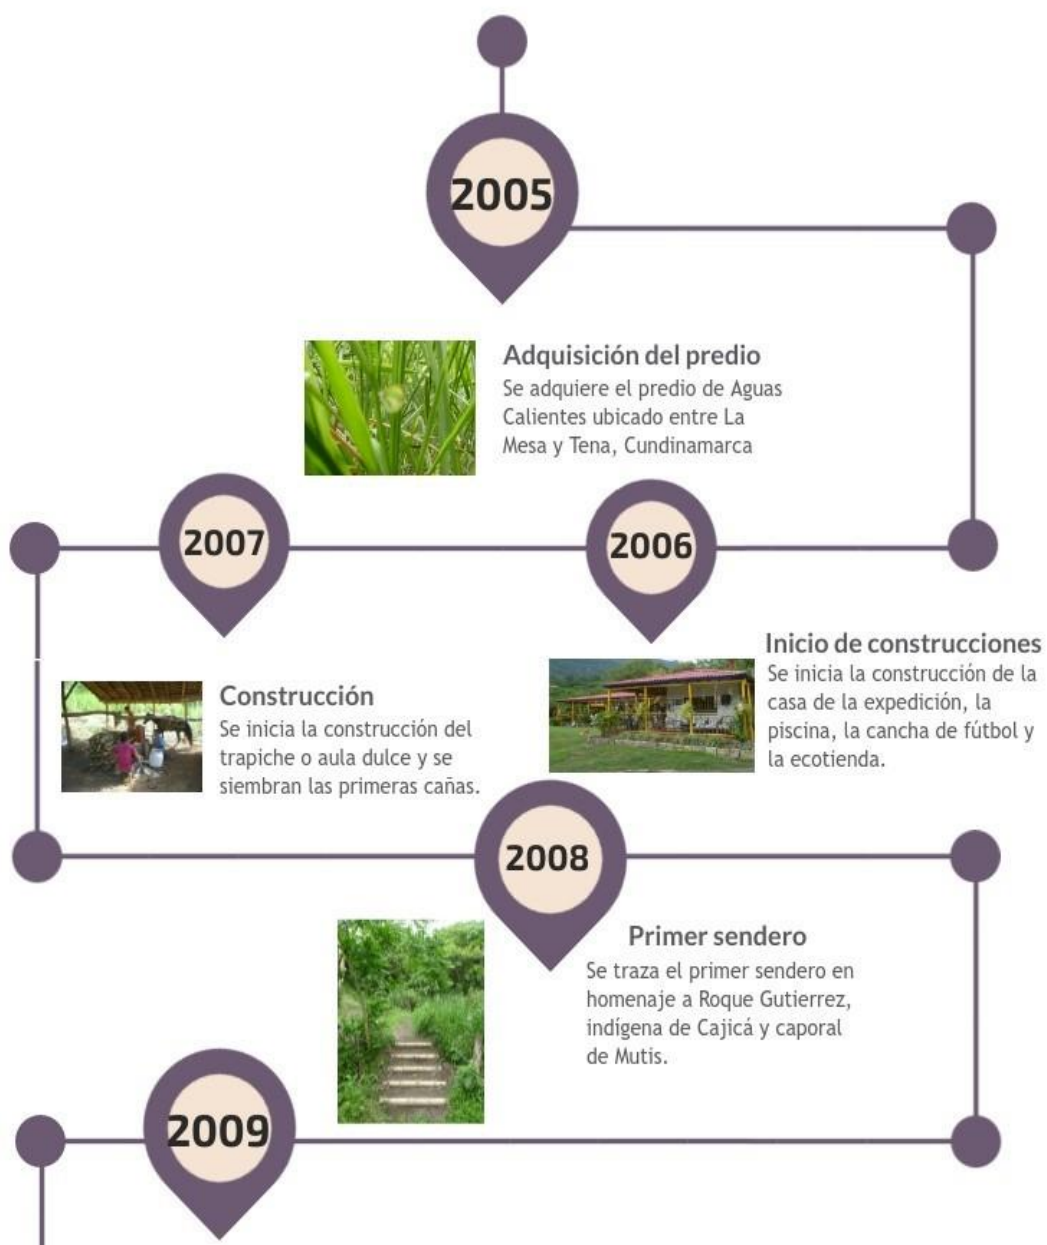 2005
Adquisición del predio
Se adquiere el predio de Aguas
Calientes ubicado entre La
Mesa y Tena, Cundinamarca
2006
Inicio de construcciones
Se inicia la construcción de la
casa de la expedición, la
piscina, la cancha de fútbol y
la ecotienda.
2007
Construcción
Se inicia la construcción del
trapiche o aula dulce y se
siembran las primeras cañas.
2008
Primer sendero
Se traza el primer sendero en
homenaje a Roque Gutierrez,
indígena de Cajicá y caporal
de Mutis.
2009